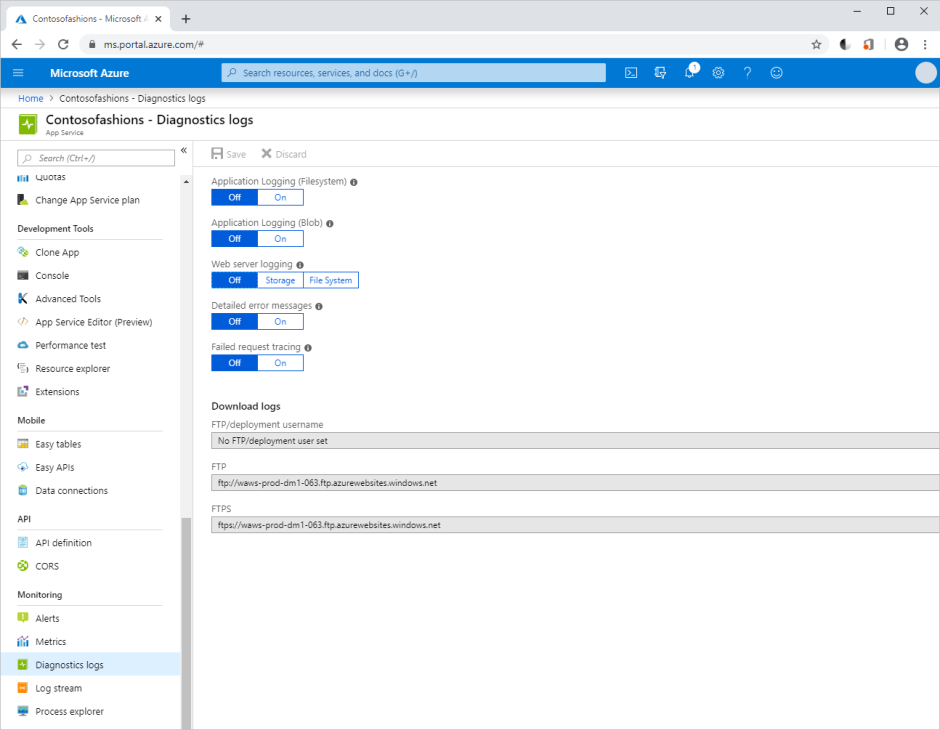 Contosofashions - Microsoft A
ms.portal.azure.com/#
Microsoft Azure
Search resources, services, and docs (G+/)
1
Home > Contosofashions - Diagnostics logs
Contosofashions - Diagnostics logs
App Service
Search (Ctrl+/)
Quotas
Change App Service plan
Development Tools
Clone App
Console
Advanced Tools
App Service Editor (Preview)
Performance test
Resource explorer
Extensions
Mobile
Easy tables
Easy APIs
Data connections
API
API definition
CORS
Monitoring
Alerts
Metrics
Diagnostics logs
Log stream
Process explorer
Save Discard
Application Logging (Filesystem)
Off On
Application Logging (Blob)
Off On
Web server logging
Off Storage File System
Detailed error messages
Off On
Failed request tracing
Off On
Download logs
FTP/deployment username
No FTP/deployment user set
FTP
ftp://waws-prod-dm1-063.ftp.azurewebsites.windows.net
FTPS
ftps://waws-prod-dm1-063.ftp.azurewebsites.windows.net